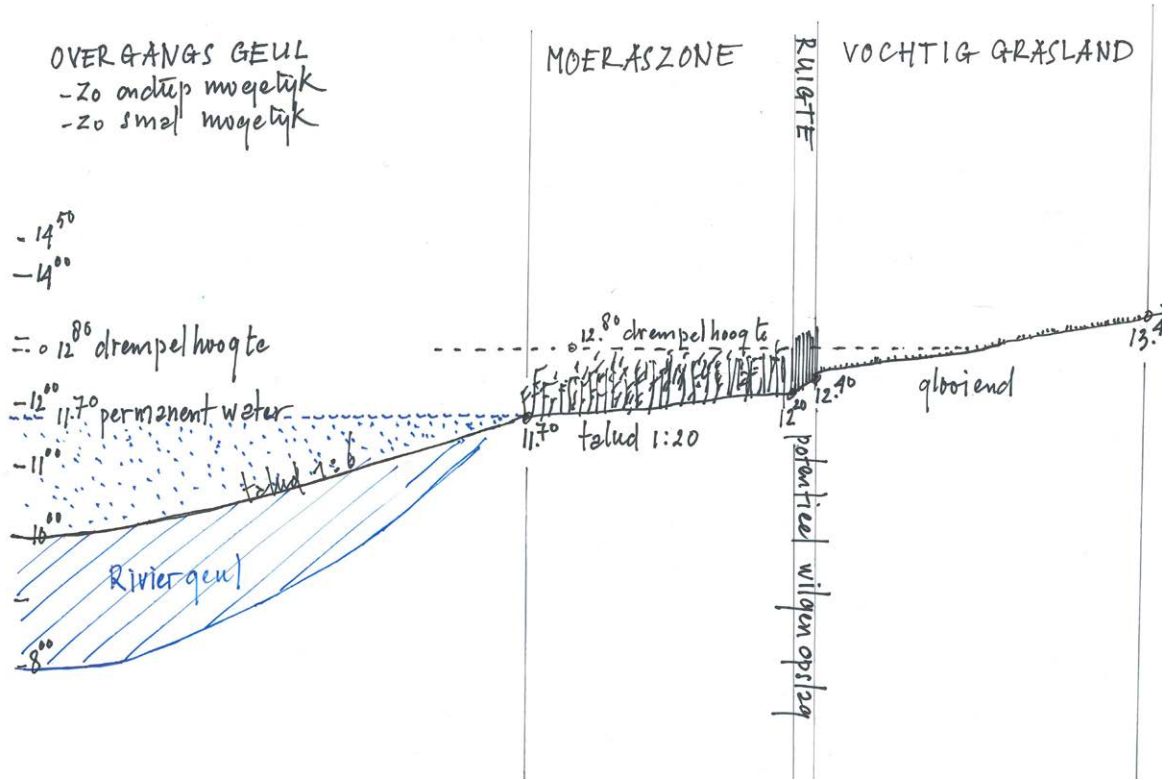 OVERGANGS GEUL
- Zo ondiep mogelijk
- Zo smal mogelijk
MOERASZONE
RUIGTE
VOCHTIG GRASLAND
- 14⁵⁰
- 14⁰⁰
12⁸⁰ drempelhoogte
12.⁸⁰ drempelhoogte
13.4
- 12⁰⁰
11.⁷⁰ permanent water
11.⁷⁰
talud 1:20
12²⁰
12.⁴⁰
glooiend
- 11⁰⁰
talud 1:6
10⁰⁰
Riviergeul
- 8⁰⁰
potentieel wilgenopslag